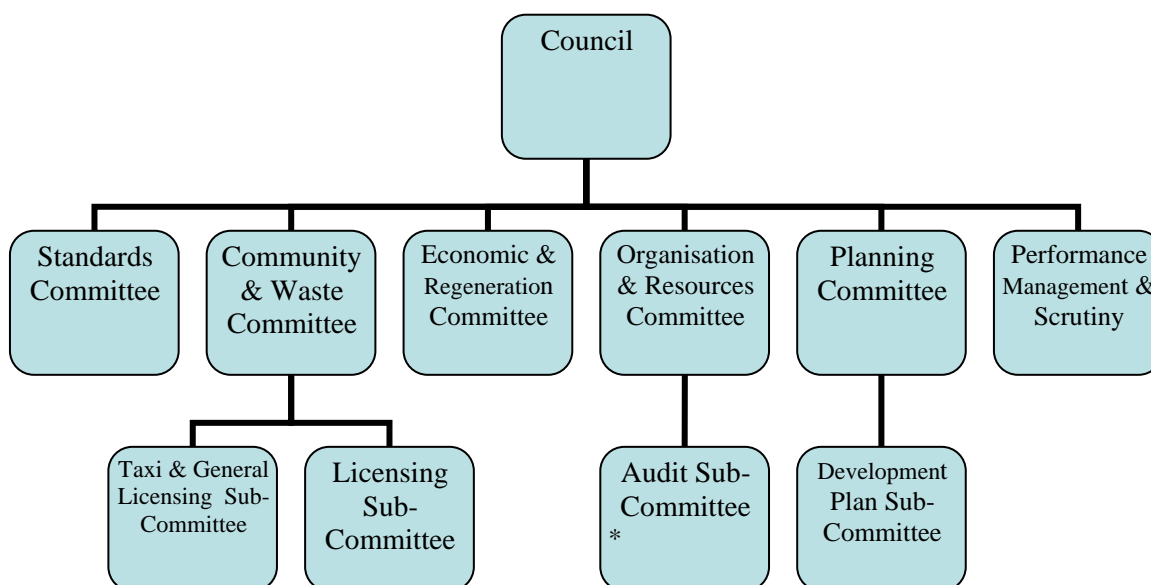 Council
Standards
Committee
Community
& Waste
Committee
Economic &
Regeneration
Committee
Organisation
& Resources
Committee
Planning
Committee
Performance
Management &
Scrutiny
Taxi & General
Licensing Sub-
Committee
Licensing
Sub-
Committee
Audit Sub-
Committee
*
Development
Plan Sub-
Committee